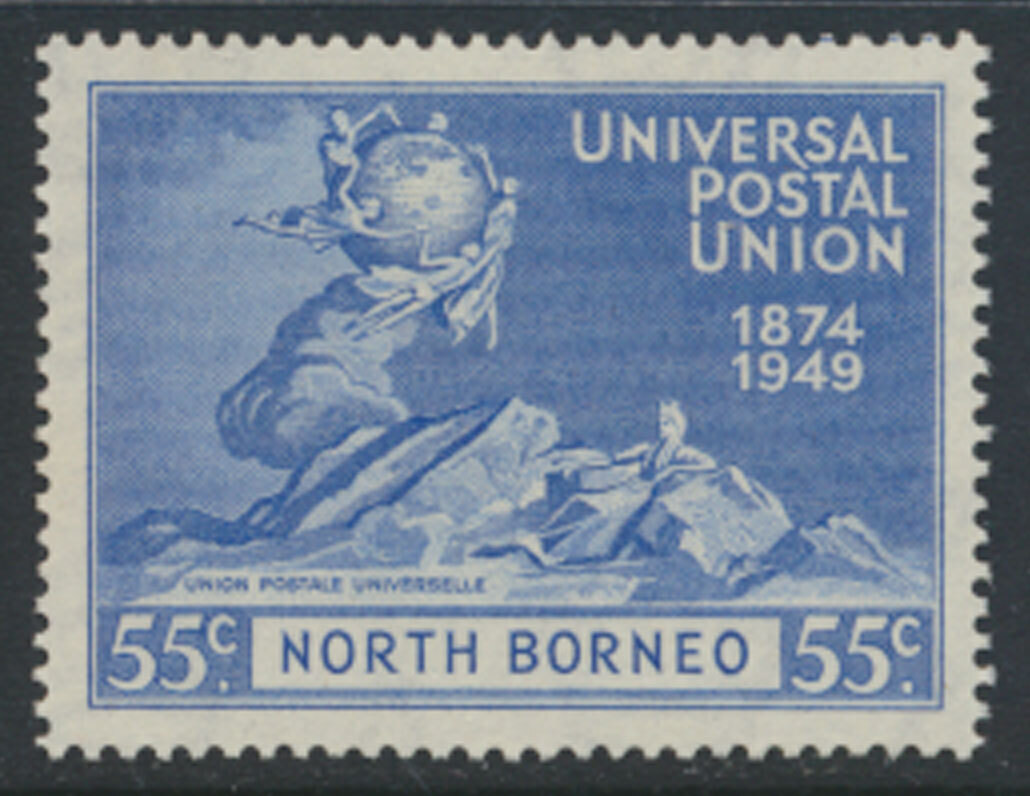 UNIVERSAL
POSTAL
UNION
1874
1949
UNION POSTALE UNIVERSELLE
55c. NORTH BORNEO 55c.